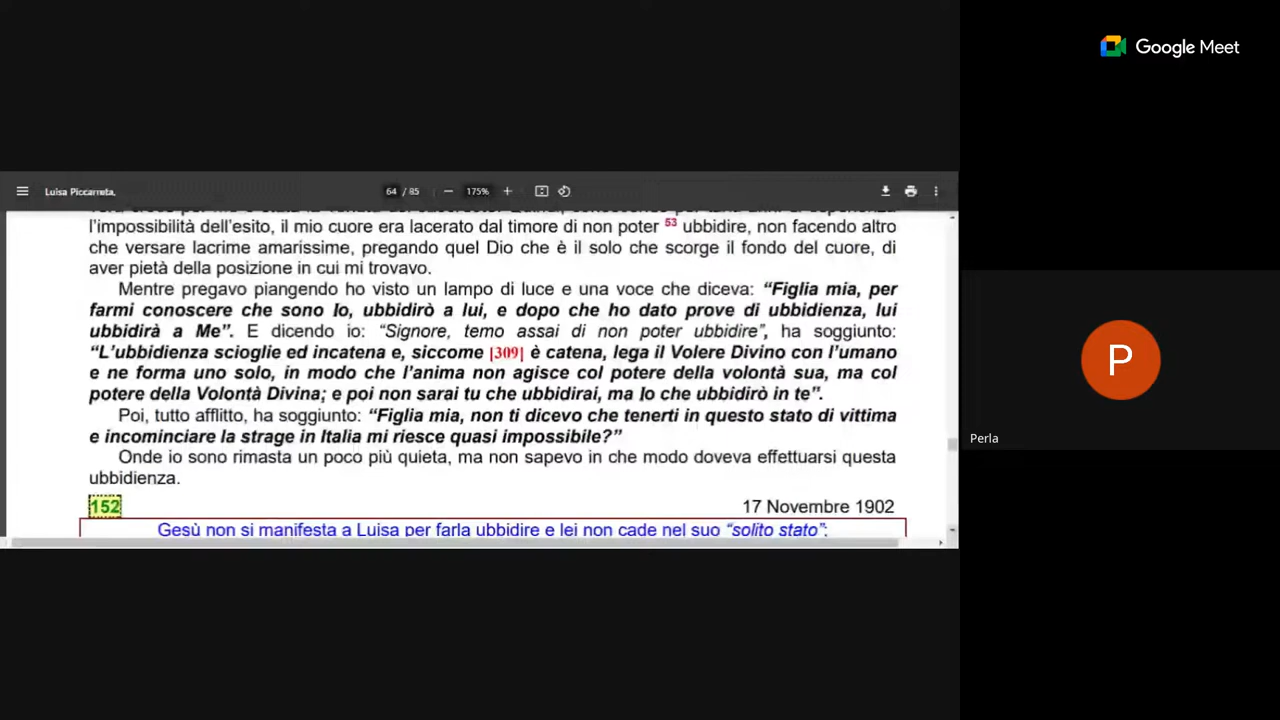 Google Meet
Luisa Piccarreta.
64 / 85
175%
l’impossibilità dell’esito, il mio cuore era lacerato dal timore di non poter 53 ubbidire, non facendo altro
che versare lacrime amarissime, pregando quel Dio che è il solo che scorge il fondo del cuore, di
aver pietà della posizione in cui mi trovavo.
Mentre pregavo piangendo ho visto un lampo di luce e una voce che diceva: “Figlia mia, per
farmi conoscere che sono Io, ubbidirò a lui, e dopo che ho dato prove di ubbidienza, lui
ubbidirà a Me”. E dicendo io: “Signore, temo assai di non poter ubbidire”, ha soggiunto:
“L’ubbidienza scioglie ed incatena e, siccome [309] è catena, lega il Volere Divino con l’umano
e ne forma uno solo, in modo che l’anima non agisce col potere della volontà sua, ma col
potere della Volontà Divina; e poi non sarai tu che ubbidirai, ma Io che ubbidirò in te”.
Poi, tutto afflitto, ha soggiunto: “Figlia mia, non ti dicevo che tenerti in questo stato di vittima
e incominciare la strage in Italia mi riesce quasi impossibile?”
Onde io sono rimasta un poco più quieta, ma non sapevo in che modo doveva effettuarsi questa
ubbidienza.
152 17 Novembre 1902
Gesù non si manifesta a Luisa per farla ubbidire e lei non cade nel suo “solito stato”:
P
Perla